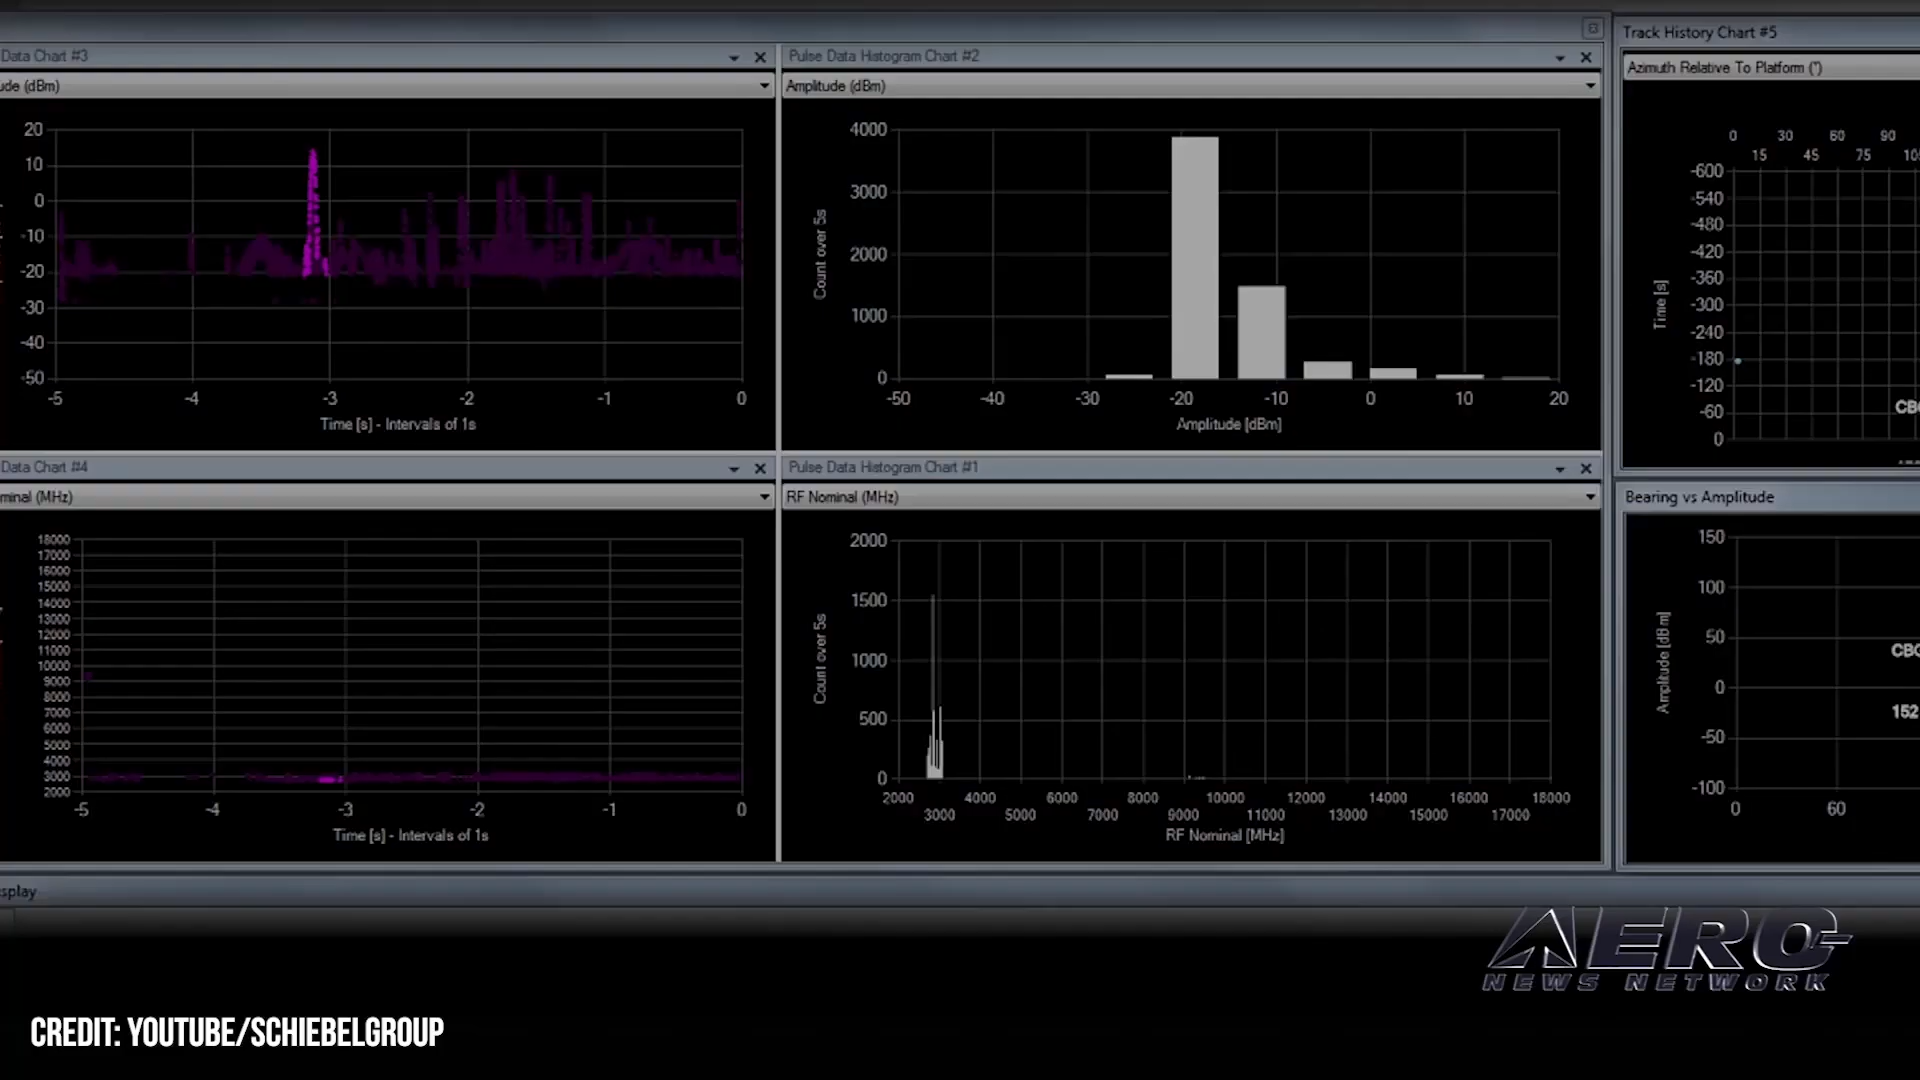 Data Chart #3
ude (dBm)
20
10
0
-10
-20
-30
-40
-50
-5 -4 -3 -2 -1 0
Time [s] - Intervals of 1s
Pulse Data Histogram Chart #2
Amplitude (dBm)
Count over 5s
4000
3000
2000
1000
0
-50 -40 -30 -20 -10 0 10 20
Amplitude [dBm]
Track History Chart #5
Azimuth Relative To Platform (°)
0 30 60 90
15 45 75 105
Time [s]
-600
-540
-480
-420
-360
-300
-240
-180
-120
-60
0
CBG
Data Chart #4
minal (MHz)
18000
17000
16000
15000
14000
13000
12000
11000
10000
9000
8000
7000
6000
5000
4000
3000
2000
-5 -4 -3 -2 -1 0
Time [s] - Intervals of 1s
Pulse Data Histogram Chart #1
RF Nominal (MHz)
Count over 5s
2000
1500
1000
500
0
2000 4000 6000 8000 10000 12000 14000 16000 18000
3000 5000 7000 9000 11000 13000 15000 17000
RF Nominal [MHz]
Bearing vs Amplitude
Amplitude [dBm]
150
100
50
0
-50
-100
0 60
CBG
152
splay
AERO-
NEWS NETWORK
CREDIT: YOUTUBE/SCHIEBELGROUP